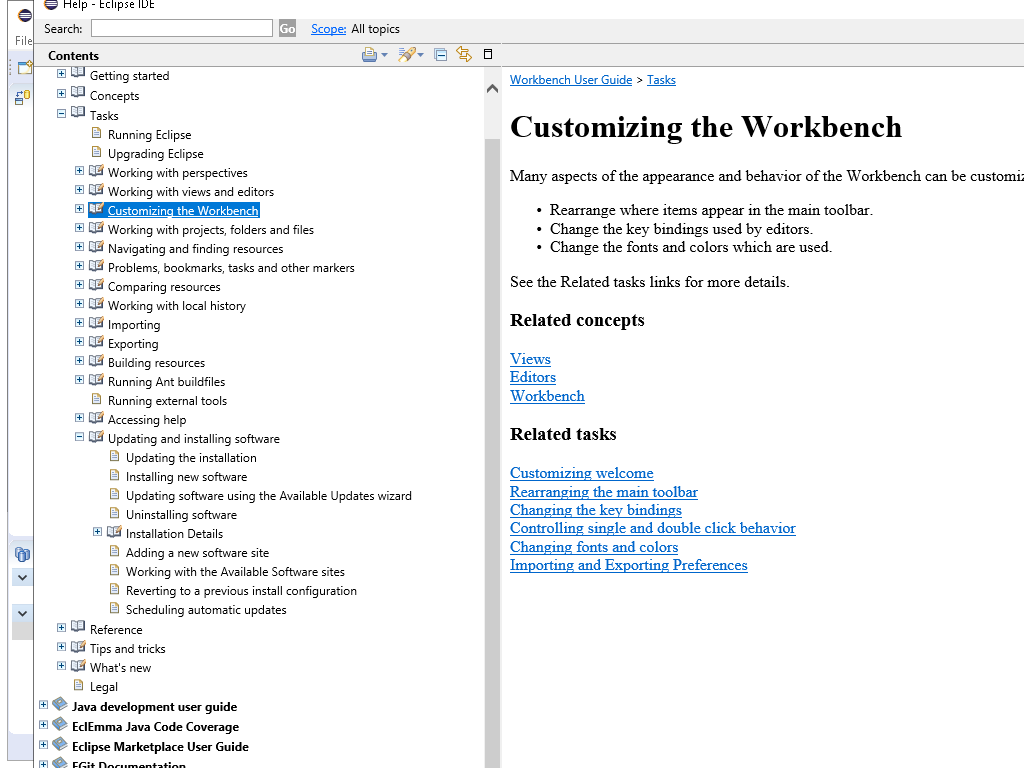 Help - Eclipse IDE
File
Search:
Go
Scope: All topics
Contents
Getting started
Concepts
Tasks
Running Eclipse
Upgrading Eclipse
Working with perspectives
Working with views and editors
Customizing the Workbench
Working with projects, folders and files
Navigating and finding resources
Problems, bookmarks, tasks and other markers
Comparing resources
Working with local history
Importing
Exporting
Building resources
Running Ant buildfiles
Running external tools
Accessing help
Updating and installing software
Updating the installation
Installing new software
Updating software using the Available Updates wizard
Uninstalling software
Installation Details
Adding a new software site
Working with the Available Software sites
Reverting to a previous install configuration
Scheduling automatic updates
Reference
Tips and tricks
What's new
Legal
Java development user guide
EclEmma Java Code Coverage
Eclipse Marketplace User Guide
EGit Documentation
Workbench User Guide > Tasks
Customizing the Workbench
Many aspects of the appearance and behavior of the Workbench can be
• Rearrange where items appear in the main toolbar.
• Change the key bindings used by editors.
• Change the fonts and colors which are used.
See the Related tasks links for more details.
Related concepts
Views
Editors
Workbench
Related tasks
Customizing welcome
Rearranging the main toolbar
Changing the key bindings
Controlling single and double click behavior
Changing fonts and colors
Importing and Exporting Preferences